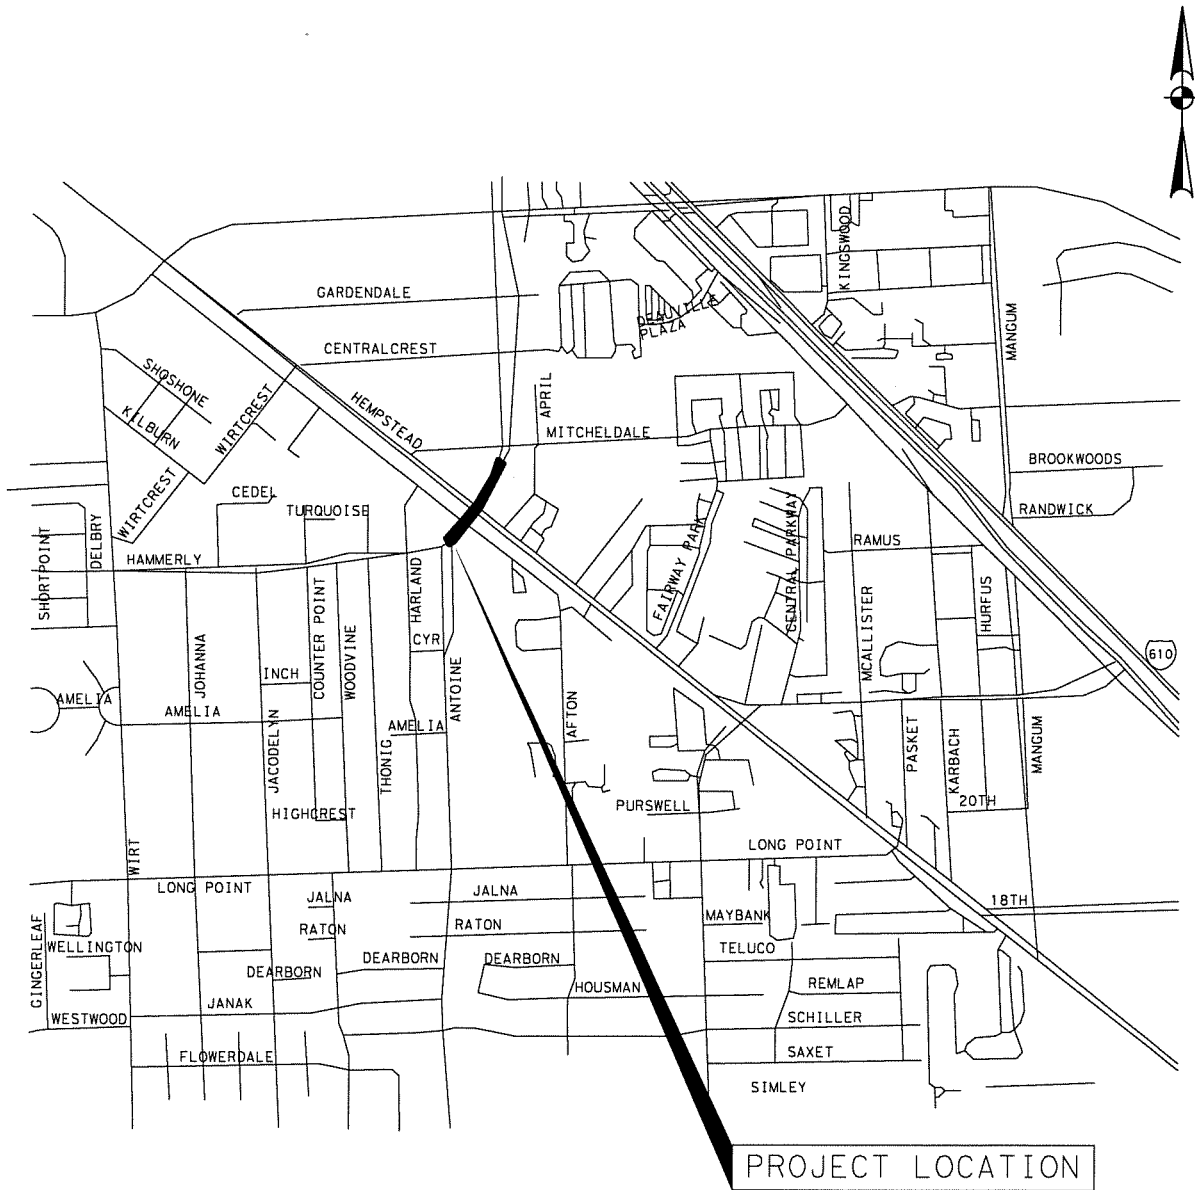 KINGSWOOD
GARDENDALE
DEAUVILLE
PLAZA
MANGUM
CENTRALCREST
SHOSHONE
APRIL
WIRTCREST
HEMPSTEAD
KILBURN
MITCHELDALE
BROOKWOODS
WIRTCREST
CEDEL
TURQUOISE
RANDWICK
CENTRAL PARKWAY
FAIRWAY PARK
RAMUS
DELBRY
SHORTPOINT
HAMMERLY
HARLAND
COUNTER POINT
HURFUS
MCALLISTER
JOHANNA
WOODVINE
CYR
610
INCH
ANTOINE
AMELIA
AMELIA
AMELIA
AFTON
JACODELYN
THONIG
PASKET
KARBACH
MANGUM
HIGHCREST
PURSWELL
20TH
WIRT
LONG POINT
LONG POINT
JALNA
JALNA
18TH
RATON
RATON
MAYBANK
GINGERLEAF
WELLINGTON
TELUCO
DEARBORN
DEARBORN
DEARBORN
HOUSMAN
REMLAP
JANAK
WESTWOOD
SCHILLER
FLOWERDALE
SAXET
SIMLEY
PROJECT LOCATION